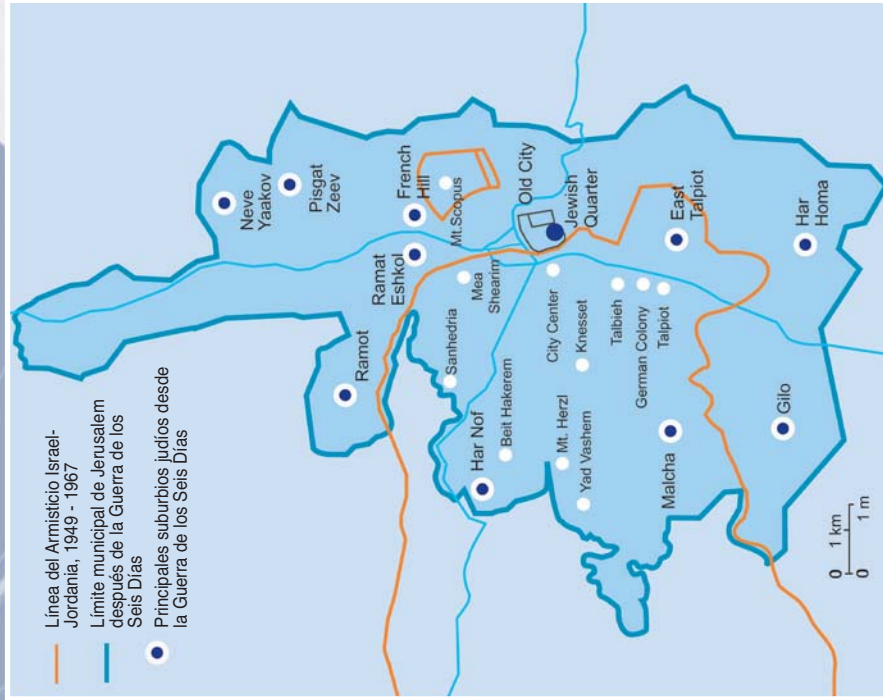 Línea del Armisticio Israel-
Jordania, 1949 - 1967
Límite municipal de Jerusalem
después de la Guerra de los
Seis Días
Principales suburbios judios desde
la Guerra de los Seis Días
Neve
Yaakov
Pisgat
Zeev
Ramot
Ramat
Eshkol
French
Hill
Mt.Scopus
Sanhedria
Mea
Shearim
Old City
Har Nof
Beit Hakerem
City Center
Jewish
Quarter
Mt. Herzl
Knesset
Yad Vashem
Talbieh
German Colony
Talpiot
East
Talpiot
Malcha
Gilo
Har
Homa
0 1 km
0 1 m